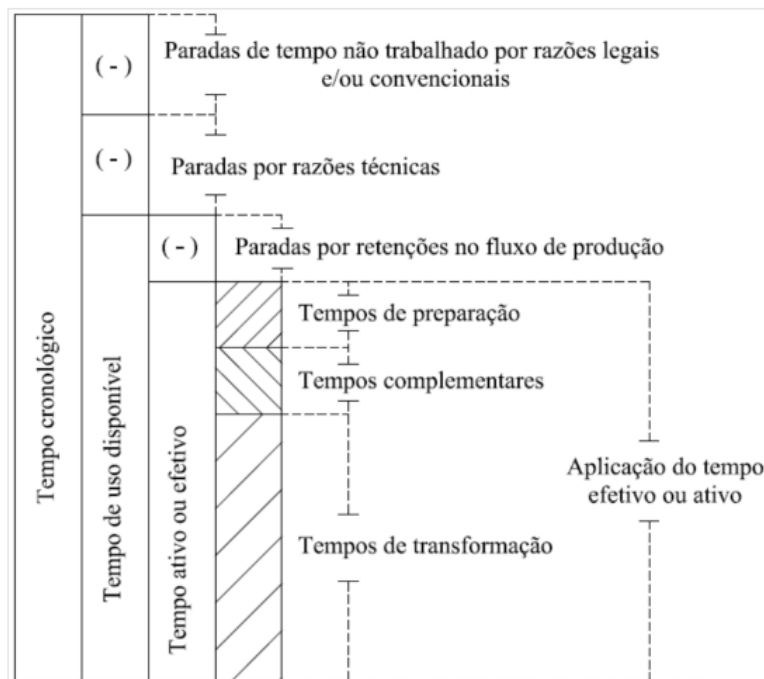 ( - )
Paradas de tempo não trabalhado por razões legais
e/ou convencionais
( - )
Paradas por razões técnicas
( - )
Paradas por retenções no fluxo de produção
Tempos de preparação
Tempos complementares
Tempo cronológico
Tempo de uso disponível
Tempo ativo ou efetivo
Tempos de transformação
Aplicação do tempo
efetivo ou ativo